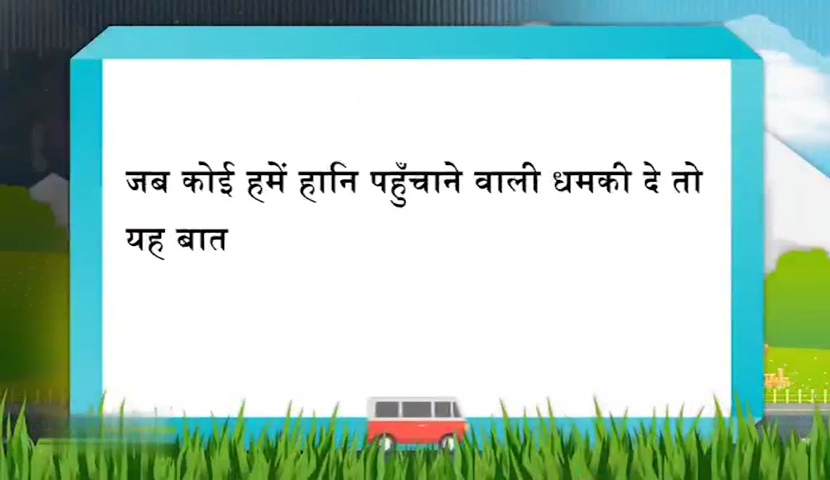 जब कोई हमें हानि पहुँचाने वाली धमकी दे तो
यह बात